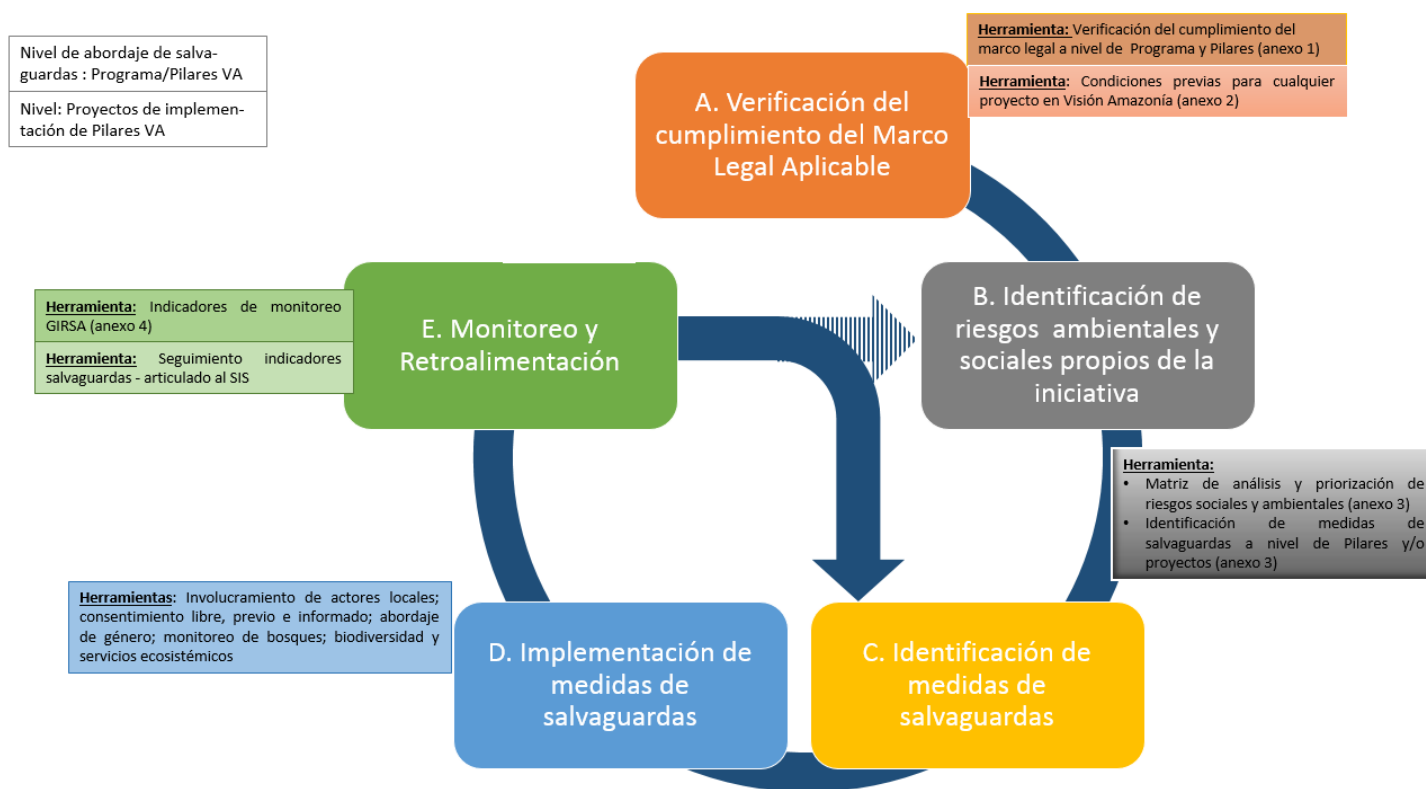 Nivel de abordaje de salva-
guardas : Programa/Pilares VA
Nivel: Proyectos de implemen-
tación de Pilares VA
Herramienta: Verificación del cumplimiento del
marco legal a nivel de Programa y Pilares (anexo 1)
Herramienta: Condiciones previas para cualquier
proyecto en Visión Amazonía (anexo 2)
A. Verificación del
cumplimiento del Marco
Legal Aplicable
B. Identificación de
riesgos ambientales y
sociales propios de la
iniciativa
Herramienta:
• Matriz de análisis y priorización de
riesgos sociales y ambientales (anexo 3)
• Identificación de medidas de
salvaguardas a nivel de Pilares y/o
proyectos (anexo 3)
C. Identificación de
medidas de
salvaguardas
D. Implementación de
medidas de
salvaguardas
Herramientas: Involucramiento de actores locales;
consentimiento libre, previo e informado; abordaje
de género; monitoreo de bosques; biodiversidad y
servicios ecosistémicos
E. Monitoreo y
Retroalimentación
Herramienta: Indicadores de monitoreo
GIRSA (anexo 4)
Herramienta: Seguimiento indicadores
salvaguardas - articulado al SIS